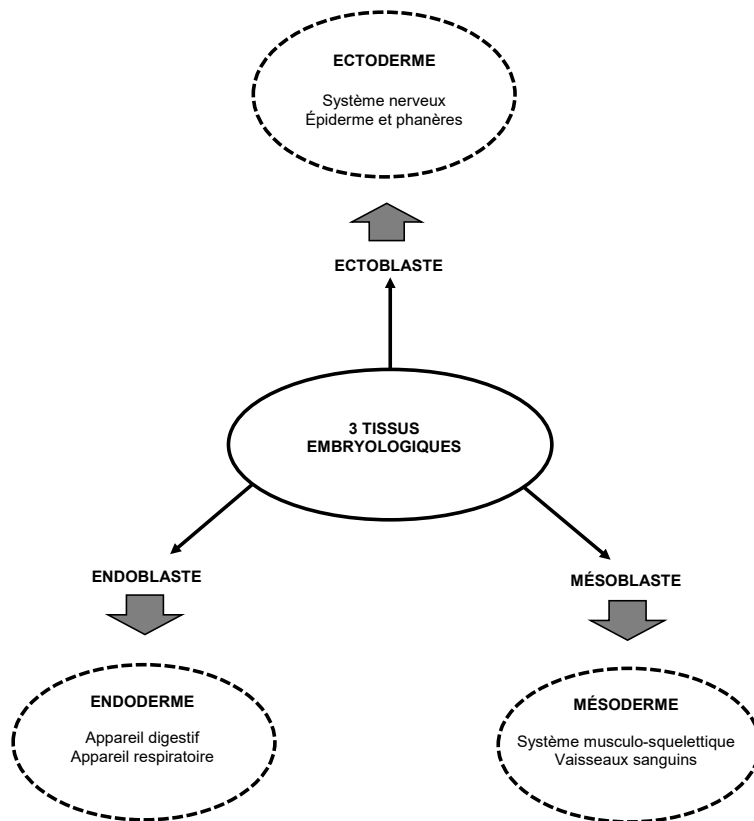 ECTODERME
Système nerveux
Épiderme et phanères
ECTOBLASTE
3 TISSUS
EMBRYOLOGIQUES
ENDOBLASTE
MÉSOBLASTE
ENDODERME
Appareil digestif
Appareil respiratoire
MÉSODERME
Système musculo-squelettique
Vaisseaux sanguins